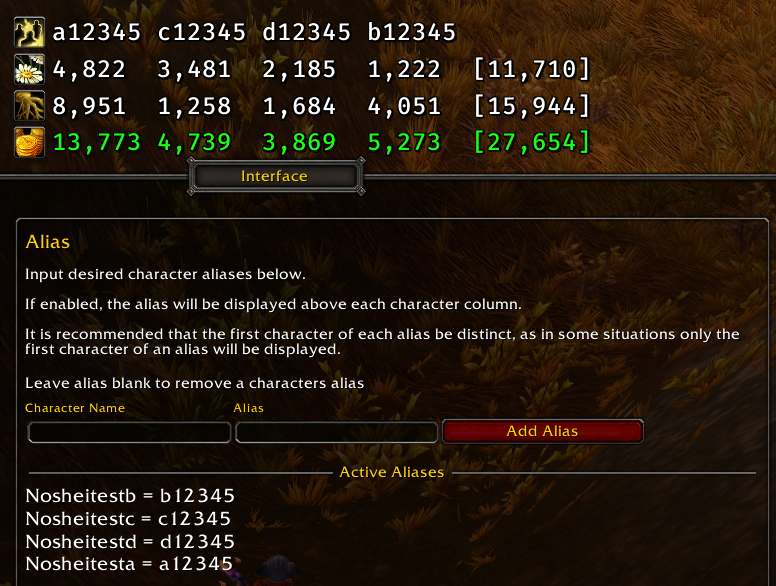 a12345 c12345 d12345 b12345
4,822 3,481 2,185 1,222 [11,710]
8,951 1,258 1,684 4,051 [15,944]
13,773 4,739 3,869 5,273 [27,654]
Interface
Alias
Input desired character aliases below.
If enabled, the alias will be displayed above each character column.
It is recommended that the first character of each alias be distinct, as in some situations only the
first character of an alias will be displayed.
Leave alias blank to remove a characters alias
Character Name Alias
Add Alias
Active Aliases
Nosheitestb = b12345
Nosheitestc = c12345
Nosheitestd = d12345
Nosheitesta = a12345